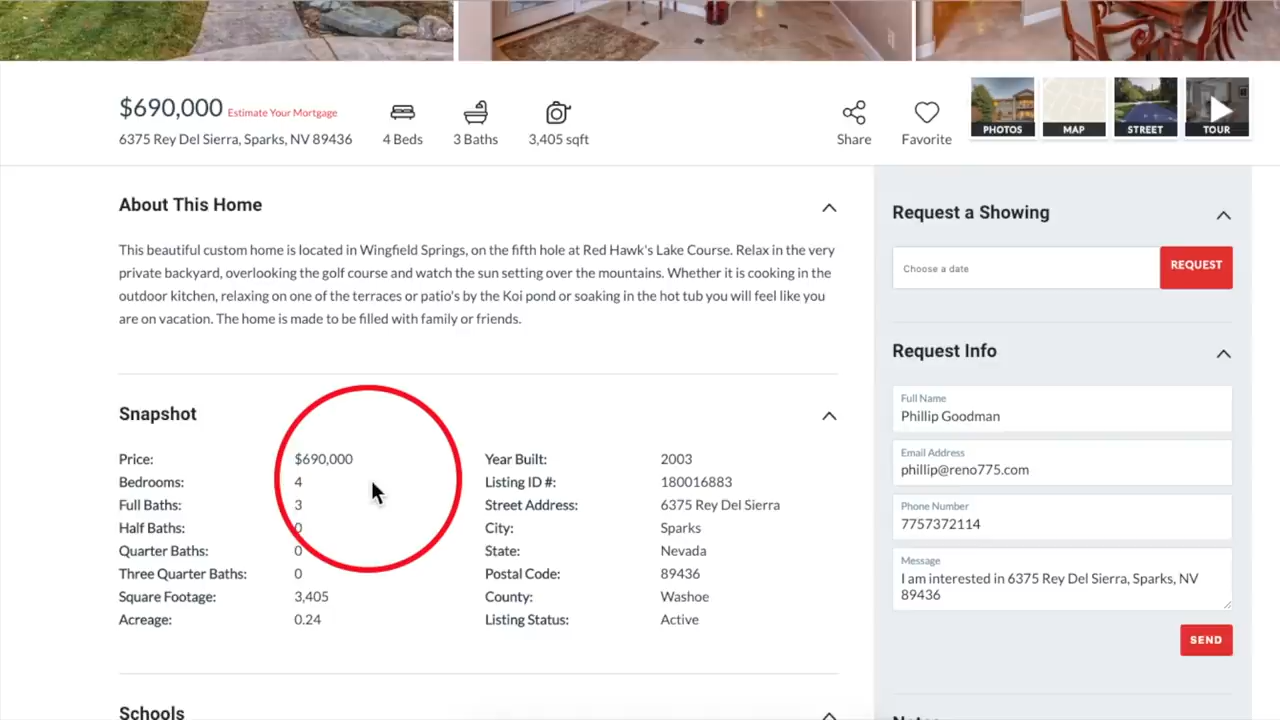 $690,000 Estimate Your Mortgage
6375 Rey Del Sierra, Sparks, NV 89436
4 Beds
3 Baths
3,405 sqft
Share
Favorite
PHOTOS
MAP
STREET
TOUR
About This Home
This beautiful custom home is located in Wingfield Springs, on the fifth hole at Red Hawk's Lake Course. Relax in the very
private backyard, overlooking the golf course and watch the sun setting over the mountains. Whether it is cooking in the
outdoor kitchen, relaxing on one of the terraces or patio's by the Koi pond or soaking in the hot tub you will feel like you
are on vacation. The home is made to be filled with family or friends.
Snapshot
Price: $690,000
Bedrooms: 4
Full Baths: 3
Half Baths: 0
Quarter Baths: 0
Three Quarter Baths: 0
Square Footage: 3,405
Acreage: 0.24
Year Built: 2003
Listing ID #: 180016883
Street Address: 6375 Rey Del Sierra
City: Sparks
State: Nevada
Postal Code: 89436
County: Washoe
Listing Status: Active
Schools
Request a Showing
Choose a date
REQUEST
Request Info
Full Name
Phillip Goodman
Email Address
phillip@reno775.com
Phone Number
7757372114
Message
I am interested in 6375 Rey Del Sierra, Sparks, NV
89436
SEND